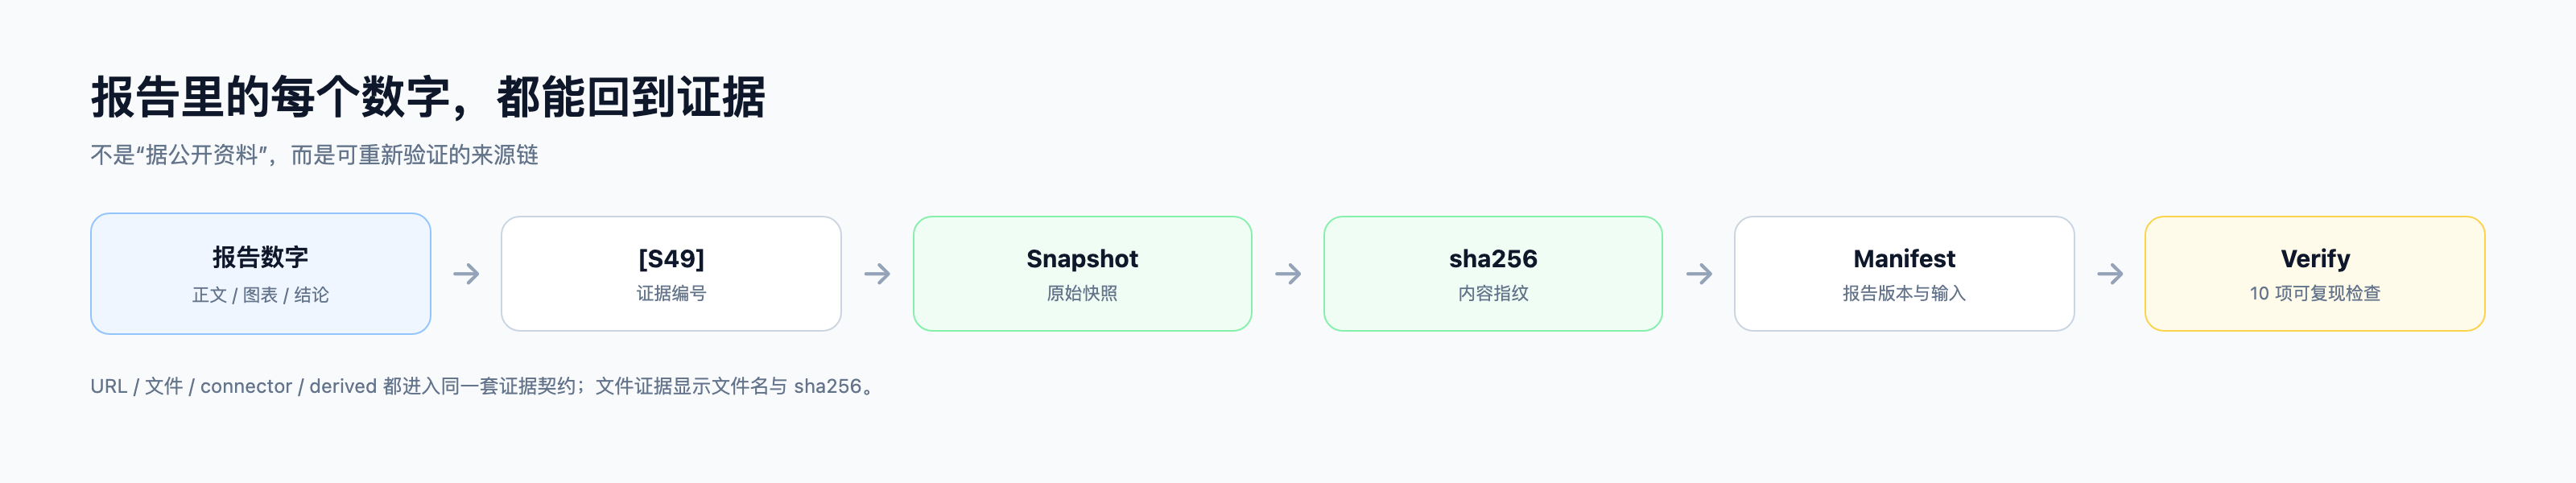 报告里的每个数字，都能回到证据
不是“据公开资料”，而是可重新验证的来源链
报告数字
正文 / 图表 / 结论
[S49]
证据编号
Snapshot
原始快照
sha256
内容指纹
Manifest
报告版本与输入
Verify
10 项可复现检查
URL / 文件 / connector / derived 都进入同一套证据契约；文件证据显示文件名与 sha256。